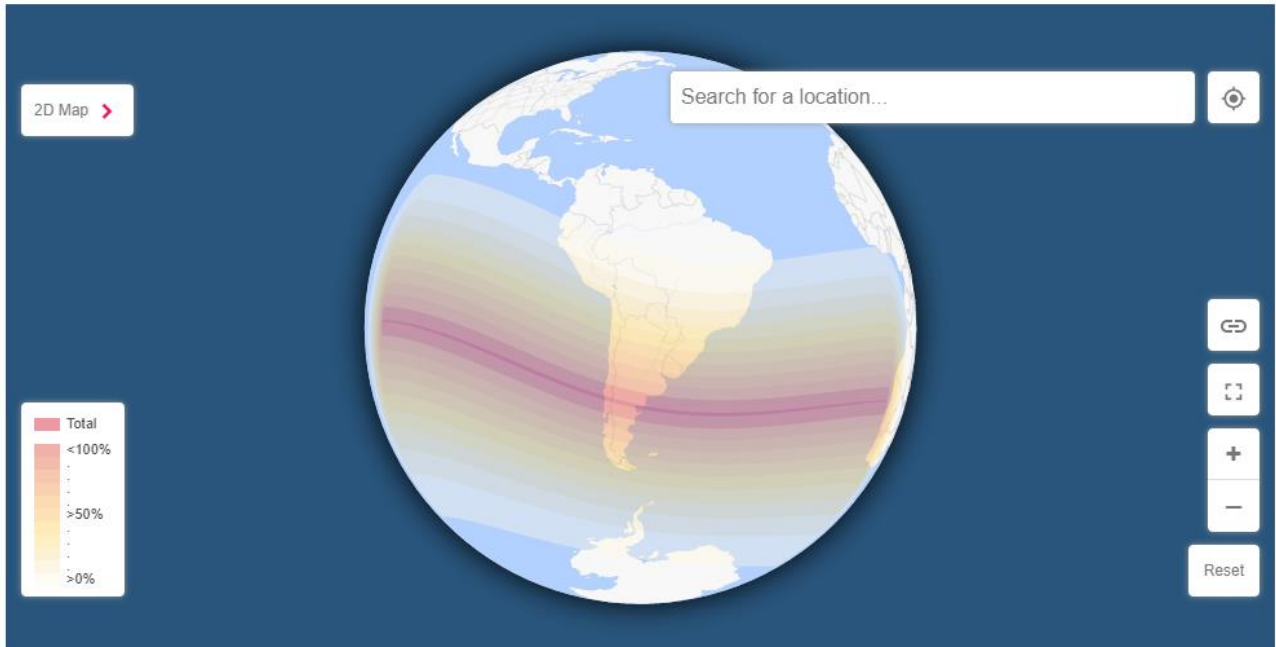 2D Map
Search for a location...
Total
<100%
.
.
.
>50%
.
.
.
>0%
+
−
Reset